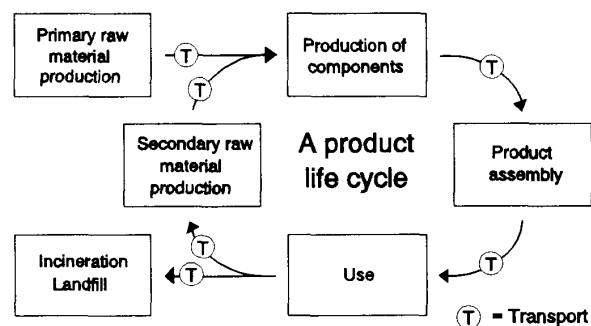 Primary raw
material
production
T
Production of
components
T
T
Secondary raw
material
production
A product
life cycle
Product
assembly
Incineration
Landfill
T
T
Use
T
T = Transport